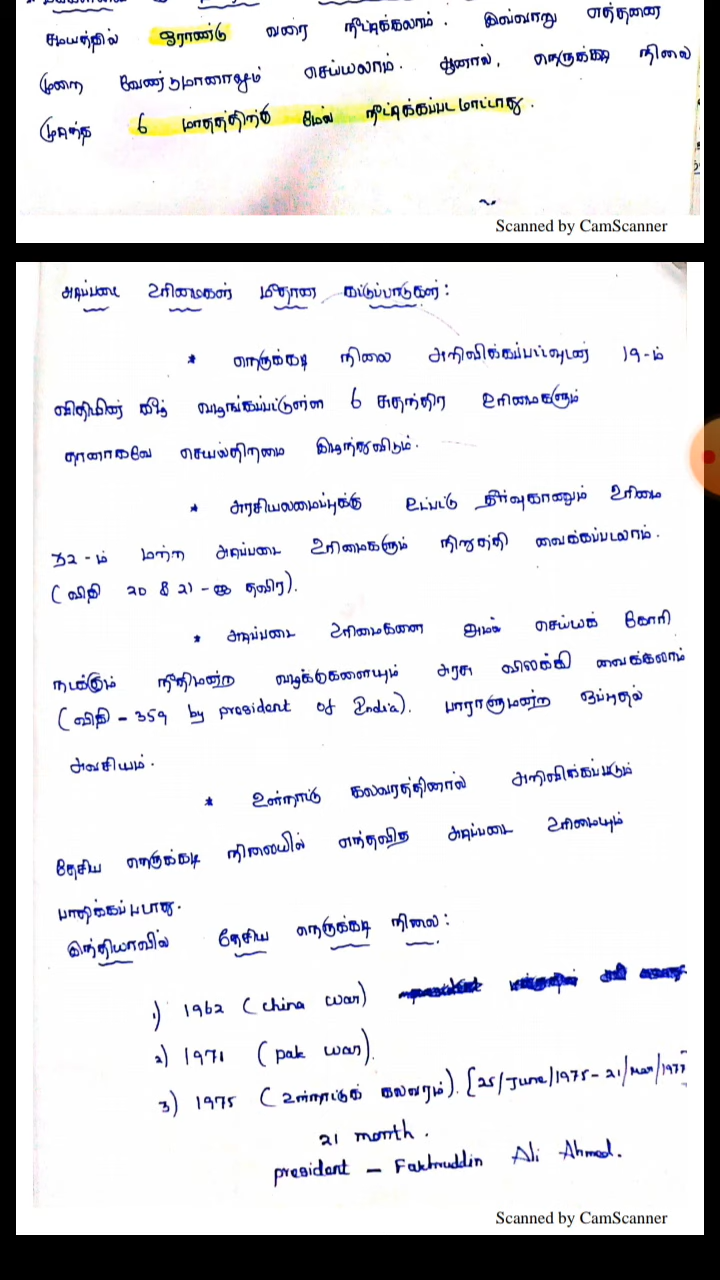 சமயத்தில் ஓராண்டு வரை நீட்டிக்கலாம். இவ்வாறு எத்தனை
முறை வேண்டுமானாலும் செய்யலாம். ஆனால், நெருக்கடி நிலை
முடிந்த 6 மாதத்திற்கு மேல் நீட்டிக்கப்படமாட்டாது.
Scanned by CamScanner
அடிப்படை உரிமைகள் மீதான கட்டுப்பாடுகள்:
* நெருக்கடி நிலை அறிவிக்கப்பட்டவுடன் 19-ம்
விதியின் கீழ் வழங்கப்பட்டுள்ள 6 சுதந்திர உரிமைகளும்
தானாகவே செயல்திறனை இழந்துவிடும்.
* அரசியலமைப்புக்கு உட்பட்டு தீர்வுகாணும் உரிமை
32-ம் மற்ற அடிப்படை உரிமைகளும் நிறுத்தி வைக்கப்படலாம்.
(விதி 20 & 21-ஐ தவிர).
* அடிப்படை உரிமைகளை அமல் செய்யக் கோரி
நடக்கும் நீதிமன்ற வழக்குகளையும் அரசு விலக்கி வைக்கலாம்
(விதி - 359 by president of India). பாராளுமன்ற ஒப்புதல்
அவசியம்.
* உள்நாட்டு கலவரத்தினால் அறிவிக்கப்படும்
தேசிய நெருக்கடி நிலையில் எந்தவித அடிப்படை உரிமையும்
பாதிக்கப்படாது.
இந்தியாவில் தேசிய நெருக்கடி நிலை:
1) 1962 (china war)
2) 1971 (pak war).
3) 1975 (உள்நாட்டுக் கலவரம்). [25/June/1975 - 21/Mar/1977
21 month.
president - Fakhruddin Ali Ahmed.
Scanned by CamScanner